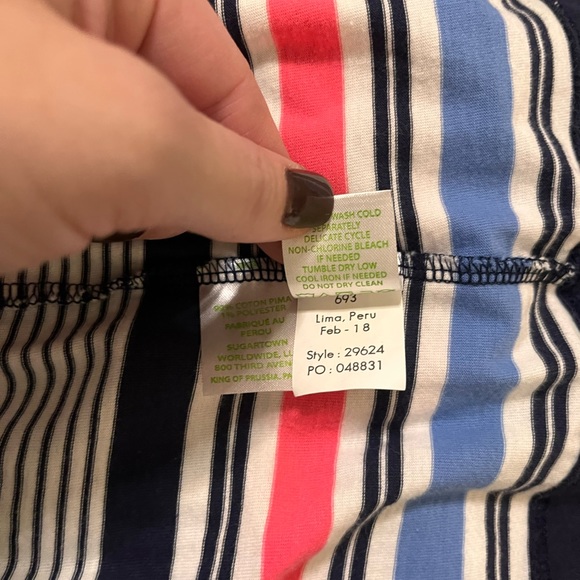 WASH COLD
SEPARATELY
DELICATE CYCLE
NON-CHLORINE BLEACH
IF NEEDED
TUMBLE DRY LOW
COOL IRON IF NEEDED
DO NOT DRY CLEAN
693
Lima, Peru
Feb - 18
Style : 29624
PO : 048831
COTTON PIMA
POLYESTER
FABRIQUÉ AU
PEROU
SUGARTOWN
WORLDWIDE,
800 THIRD AVEN
KING OF PRUSSIA, PA